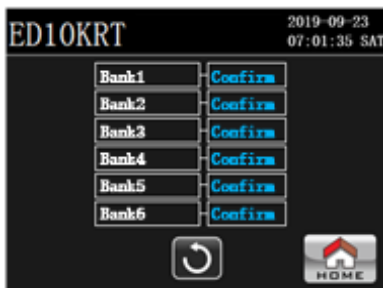 ED10KRT
2019-09-23
07:01:35 SAT
Bank1 Confirm
Bank2 Confirm
Bank3 Confirm
Bank4 Confirm
Bank5 Confirm
Bank6 Confirm
HOME